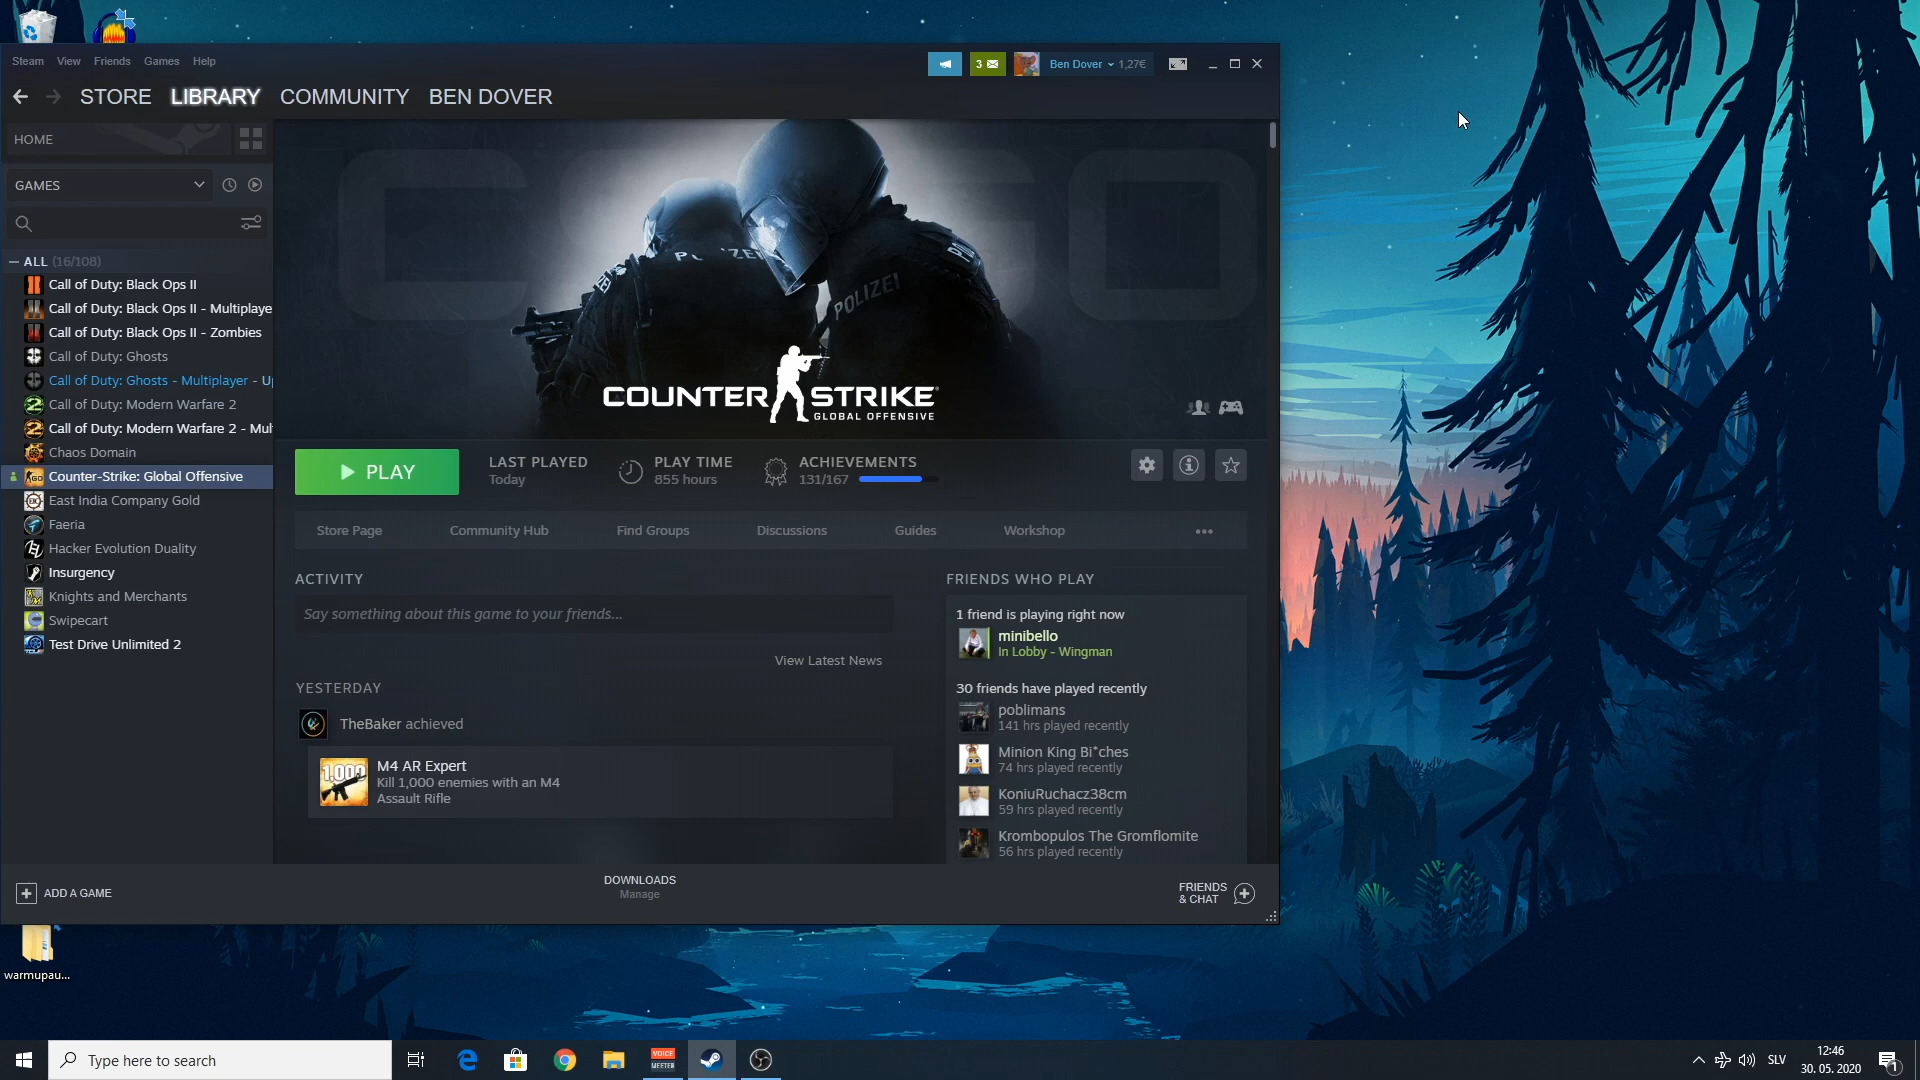 Steam View Friends Games Help
3
Ben Dover 1,27€
STORE LIBRARY COMMUNITY BEN DOVER
HOME
GAMES
ALL (16/108)
Call of Duty: Black Ops II
Call of Duty: Black Ops II - Multiplaye
Call of Duty: Black Ops II - Zombies
Call of Duty: Ghosts
Call of Duty: Ghosts - Multiplayer - Up
Call of Duty: Modern Warfare 2
Call of Duty: Modern Warfare 2 - Mul
Chaos Domain
Counter-Strike: Global Offensive
East India Company Gold
Faeria
Hacker Evolution Duality
Insurgency
Knights and Merchants
Swipecart
Test Drive Unlimited 2
ADD A GAME
CS GO
POLIZEI
COUNTER STRIKE
GLOBAL OFFENSIVE
PLAY
LAST PLAYED
Today
PLAY TIME
855 hours
ACHIEVEMENTS
131/167
Store Page Community Hub Find Groups Discussions Guides Workshop
ACTIVITY
Say something about this game to your friends...
View Latest News
YESTERDAY
TheBaker achieved
1,000
M4 AR Expert
Kill 1,000 enemies with an M4
Assault Rifle
FRIENDS WHO PLAY
1 friend is playing right now
minibello
In Lobby - Wingman
30 friends have played recently
poblimans
141 hrs played recently
Minion King Bi*ches
74 hrs played recently
KoniuRuchacz38cm
59 hrs played recently
Krombopulos The Gromflomite
56 hrs played recently
DOWNLOADS
Manage
FRIENDS
& CHAT
warmupau...
Type here to search
VOICE
MEETER
SLV
12:46
30. 05. 2020
1